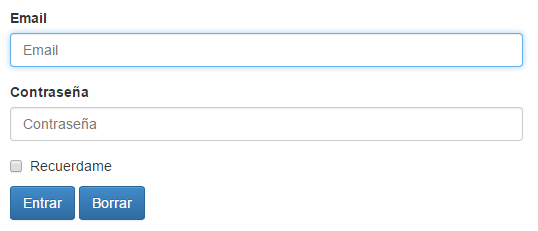 Email
Email
Contraseña
Contraseña
Recuerdame
Entrar Borrar